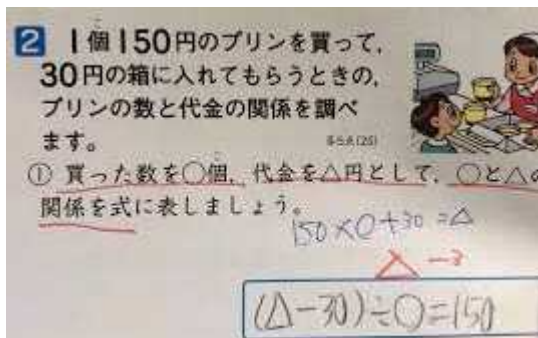 2 1個150円のプリンを買って,
30円の箱に入れてもらうときの,
プリンの数と代金の関係を調べ
ます。
各5点(25)
① 買った数を○個,代金を△円として,○と△の
関係を式に表しましょう。
150×○+30=△
△ -3
(△-30)÷○=150